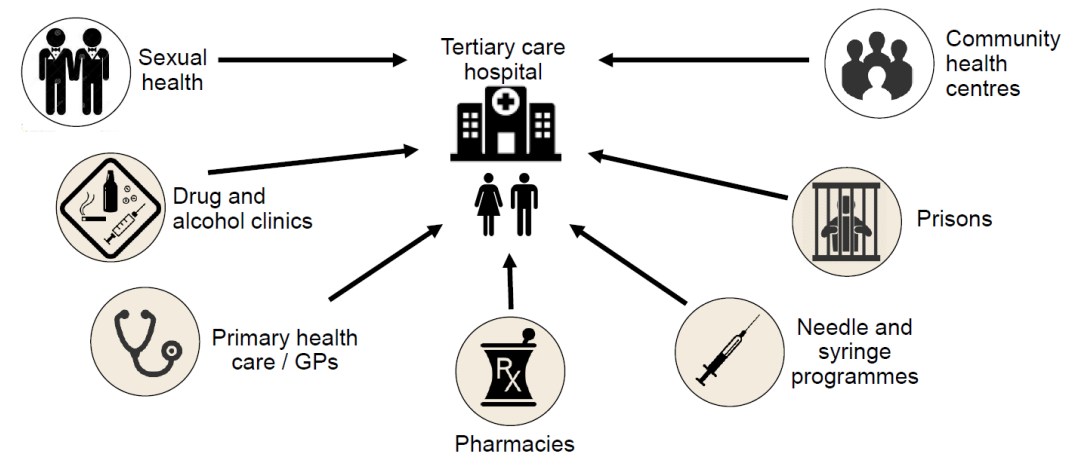 Sexual
health
Tertiary care
hospital
Community
health
centres
Drug and
alcohol clinics
Prisons
Primary health
care / GPs
Rx
Pharmacies
Needle and
syringe
programmes